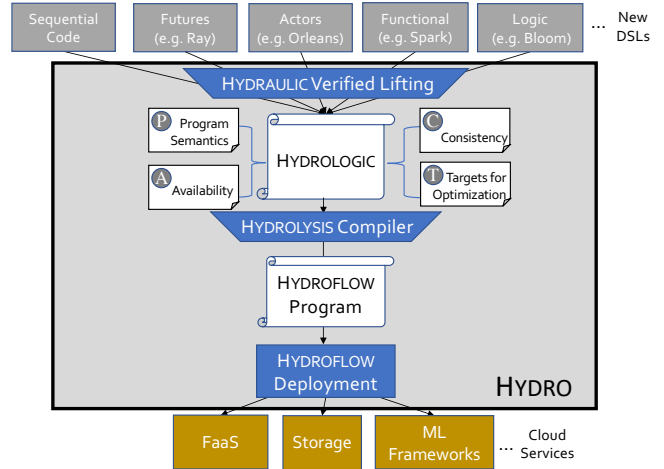 Sequential
Code
Futures
(e.g. Ray)
Actors
(e.g. Orleans)
Functional
(e.g. Spark)
Logic
(e.g. Bloom)
... New
DSLs
HYDRAULIC Verified Lifting
P Program
Semantics
A
Availability
HYDROLOGIC
C
Consistency
T Targets for
Optimization
HYDROLYSIS Compiler
HYDROFLOW
Program
HYDROFLOW
Deployment
HYDRO
FaaS
Storage
ML
Frameworks
... Cloud
Services